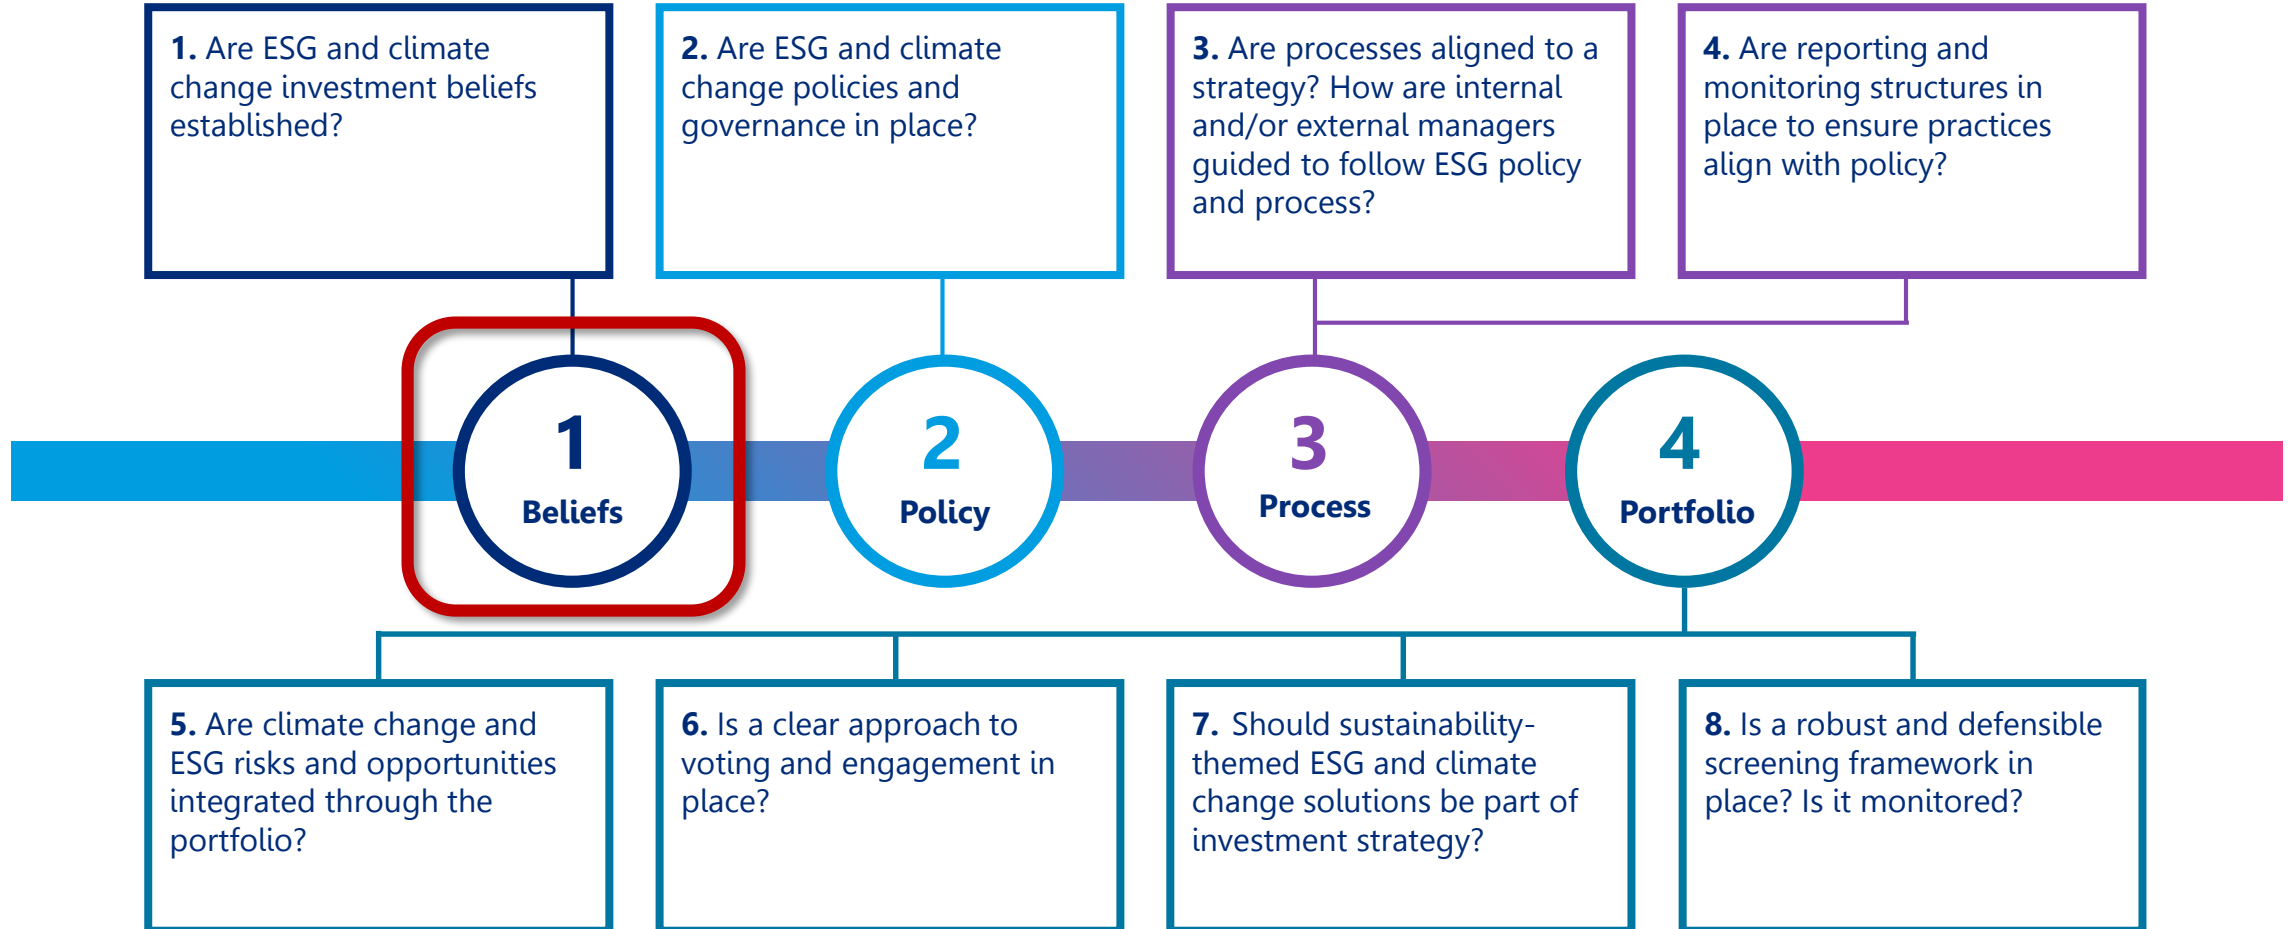 1. Are ESG and climate
change investment beliefs
established?
2. Are ESG and climate
change policies and
governance in place?
3. Are processes aligned to a
strategy? How are internal
and/or external managers
guided to follow ESG policy
and process?
4. Are reporting and
monitoring structures in
place to ensure practices
align with policy?
1
Beliefs
2
Policy
3
Process
4
Portfolio
5. Are climate change and
ESG risks and opportunities
integrated through the
portfolio?
6. Is a clear approach to
voting and engagement in
place?
7. Should sustainability-
themed ESG and climate
change solutions be part of
investment strategy?
8. Is a robust and defensible
screening framework in
place? Is it monitored?